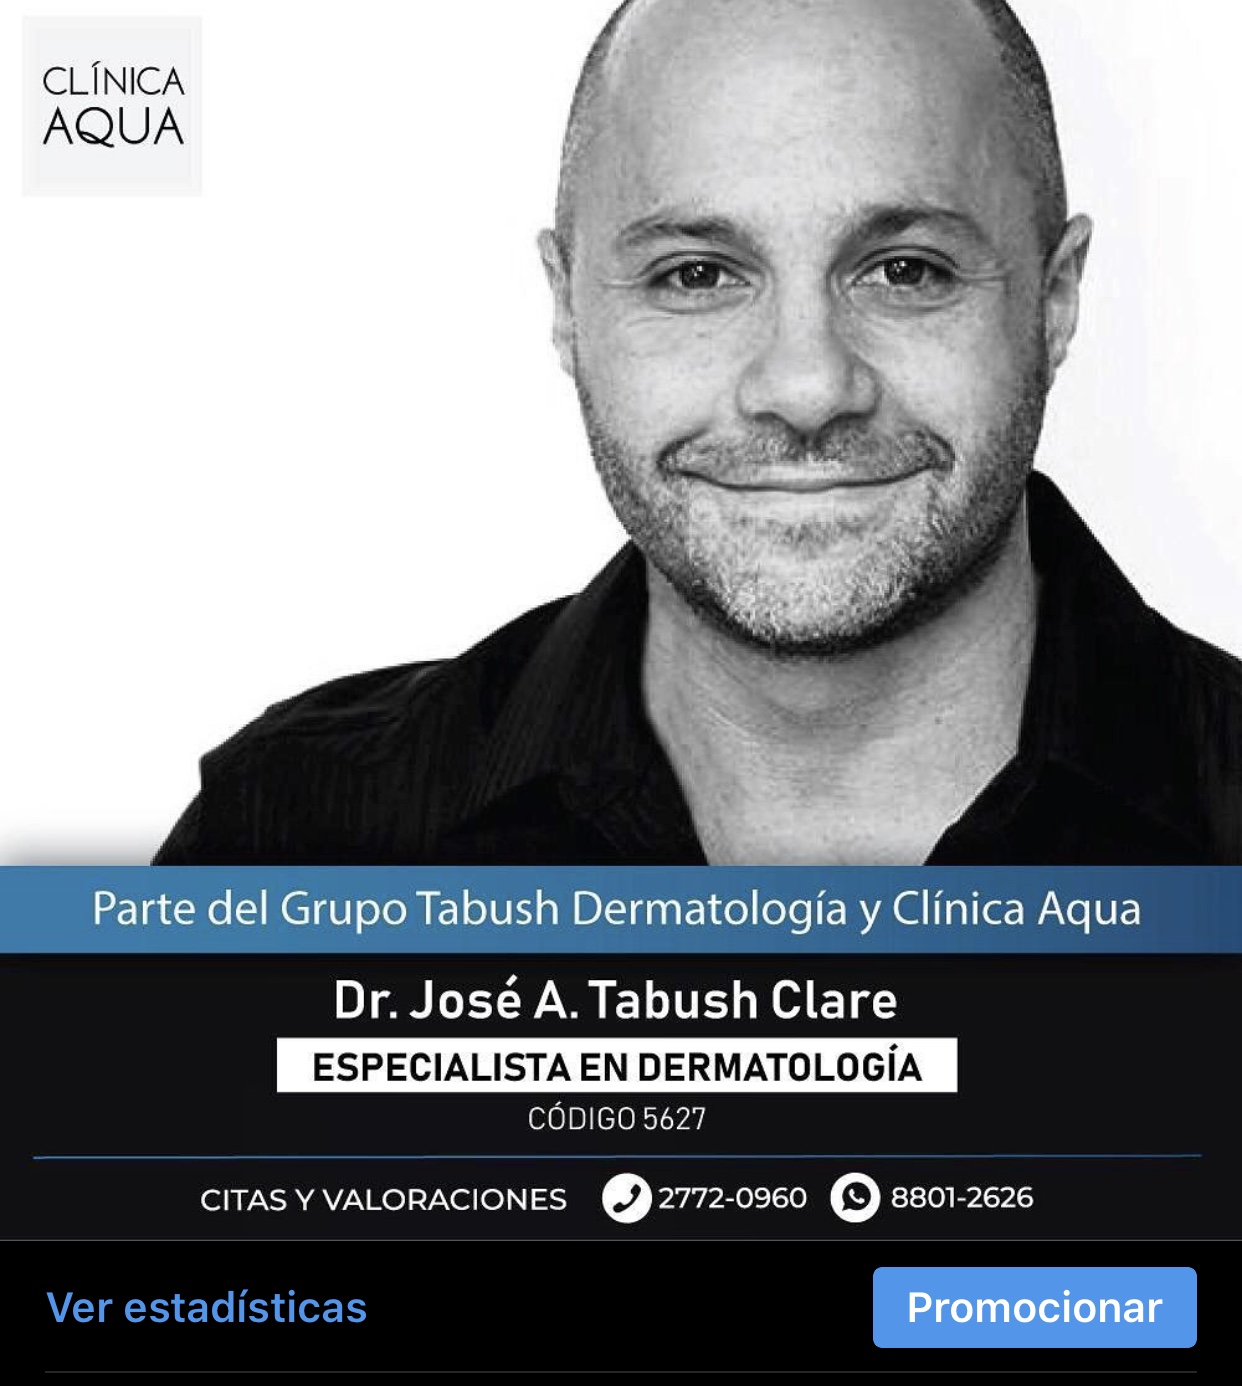 CLÍNICA
AQUA
Parte del Grupo Tabush Dermatología y Clínica Aqua
Dr. José A. Tabush Clare
ESPECIALISTA EN DERMATOLOGÍA
CÓDIGO 5627
CITAS Y VALORACIONES 2772-0960 8801-2626
Ver estadísticas Promocionar